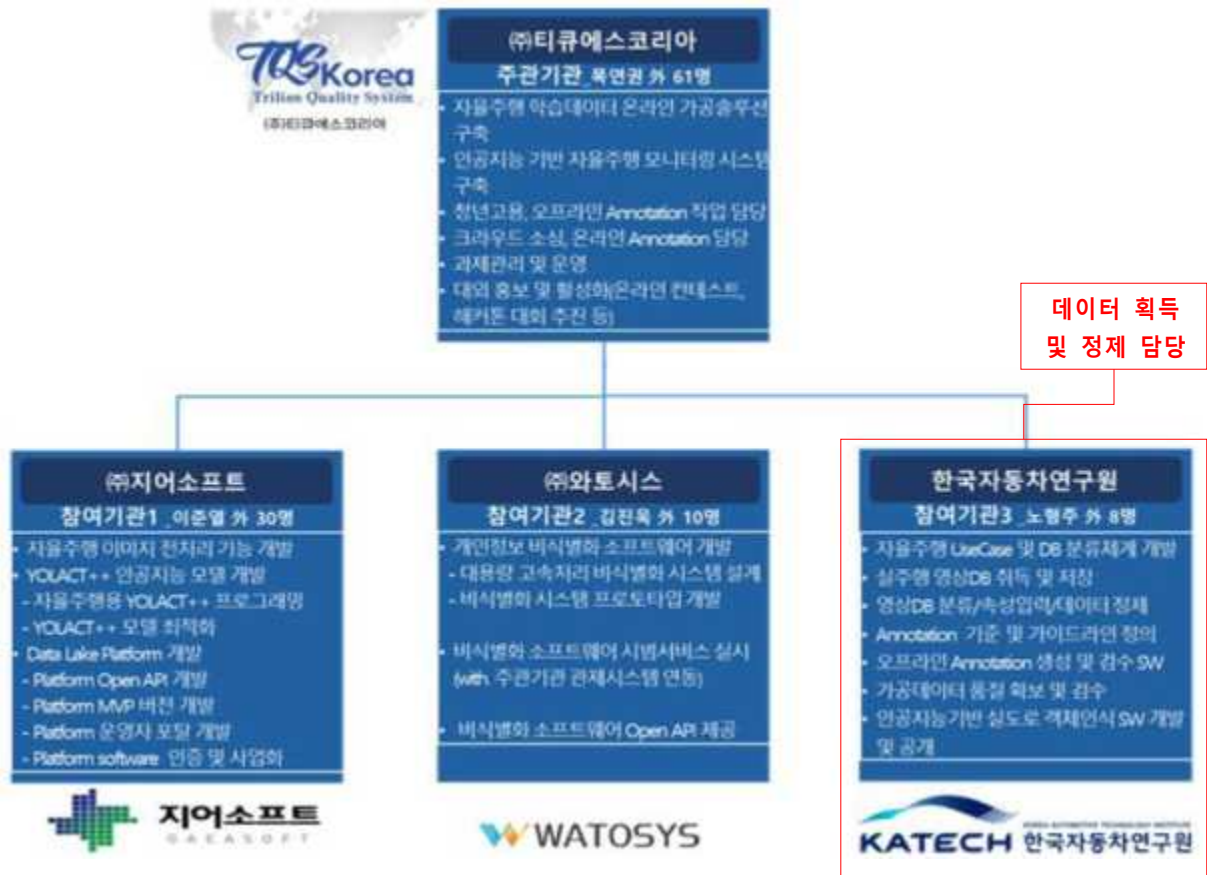 TQS Korea
Trillion Quality System
(주)티큐에스코리아
㈜티큐에스코리아
주관기관_목연권 外 61명
• 자율주행 학습데이터 온라인 가공솔루션
구축
• 인공지능 기반 자율주행 모니터링 시스템
구축
• 청년고용, 오프라인 Annotation 작업 담당
• 크라우드 소싱, 온라인 Annotation 담당
• 과제관리 및 운영
• 대외 홍보 및 활성화(온라인 컨테스트,
해커톤 대회 추진 등)
데이터 획득
및 정제 담당
㈜지어소프트
참여기관1_이준열 外 30명
• 자율주행 이미지 전처리 기능 개발
• YOLACT++ 인공지능 모델 개발
- 자율주행용 YOLACT++ 프로그래밍
- YOLACT++ 모델 최적화
• Data Lake Platform 개발
- Platform Open API 개발
- Platform MVP 버전 개발
- Platform 운영자 포탈 개발
- Platform software 인증 및 사업화
지어소프트
GAEASOFT
㈜와토시스
참여기관2_김진욱 外 10명
• 개인정보 비식별화 소프트웨어 개발
- 대용량 고속처리 비식별화 시스템 설계
- 비식별화 시스템 프로토타입 개발
• 비식별화 소프트웨어 시범서비스 실시
(with. 주관기관 관제시스템 연동)
• 비식별화 소프트웨어 Open API 제공
WATOSYS
한국자동차연구원
참여기관3_노형주 外 8명
• 자율주행 UseCase 및 DB 분류체계 개발
• 실주행 영상DB 취득 및 저장
• 영상DB 분류/속성입력/데이터 정제
• Annotation 기준 및 가이드라인 정의
• 오프라인 Annotation 생성 및 검수 SW
• 가공데이터 품질 확보 및 검수
• 인공지능기반 실도로 객체인식 SW 개발
및 공개
KOREA AUTOMOTIVE TECHNOLOGY INSTITUTE
KATECH 한국자동차연구원